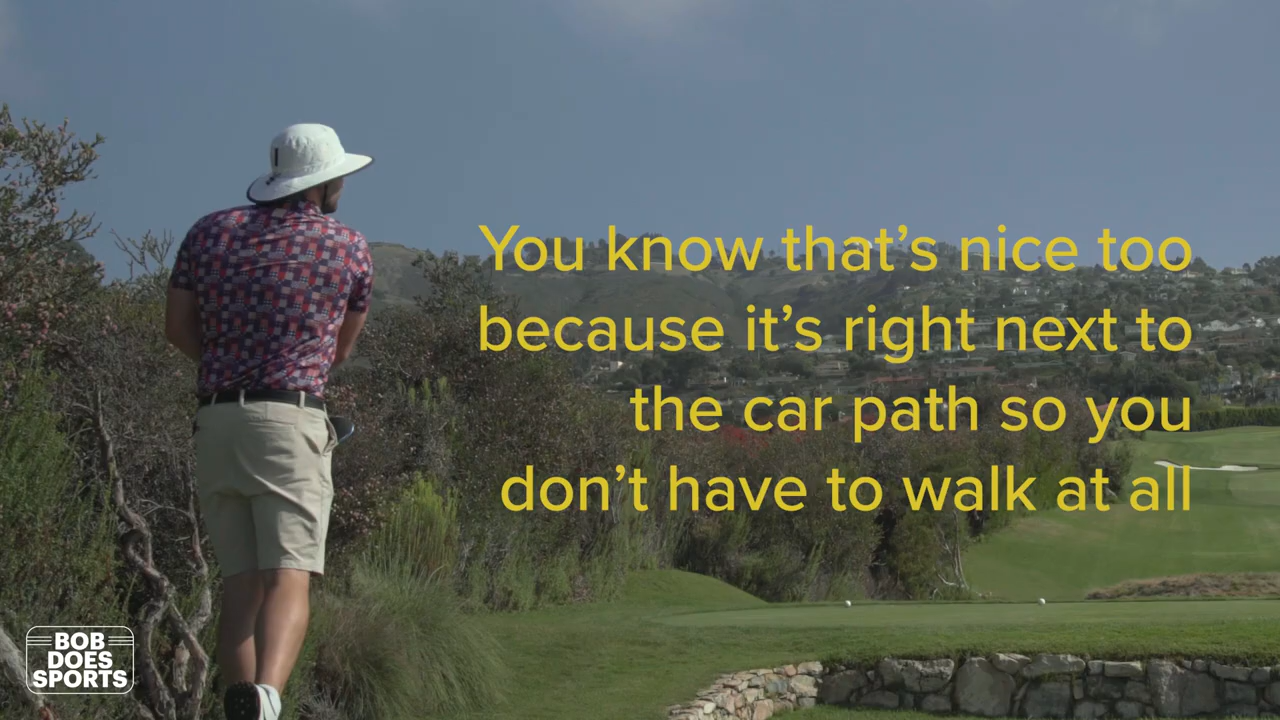 You know that’s nice too
because it’s right next to
the car path so you
don’t have to walk at all
BOB
DOES
SPORTS